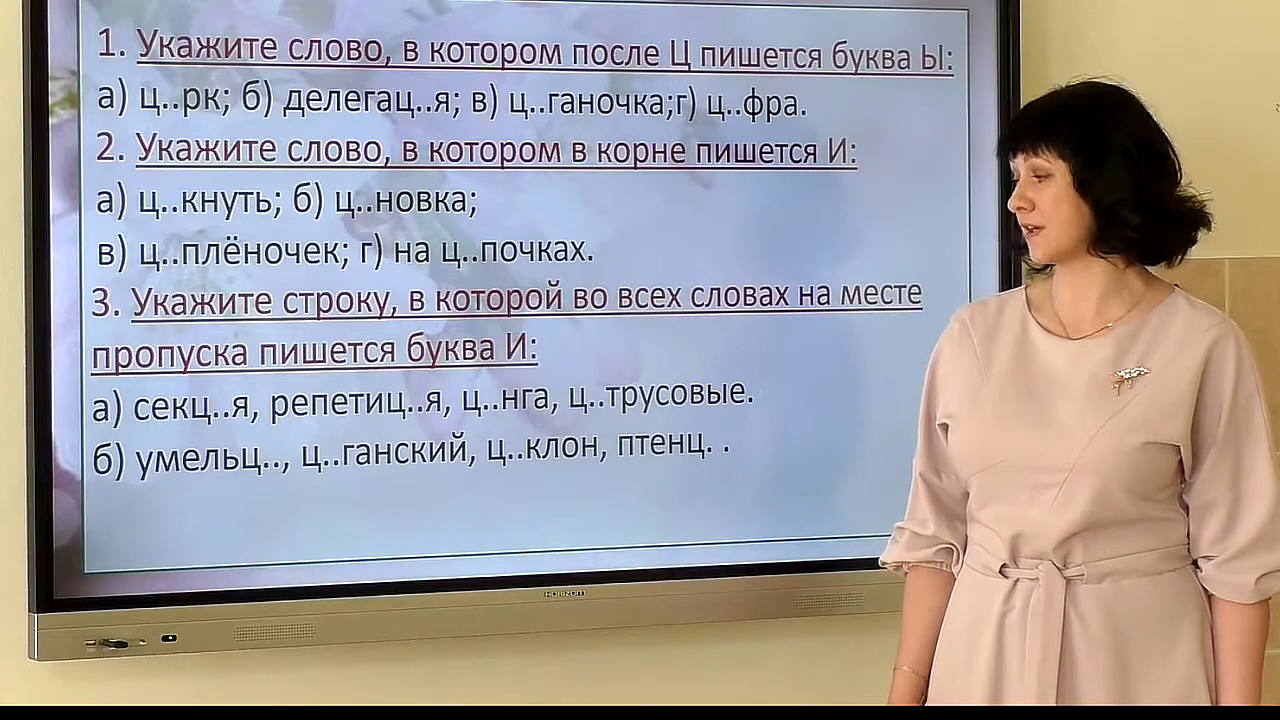 1. Укажите слово, в котором после Ц пишется буква Ы:
а) ц..рк; б) делегац..я; в) ц..ганочка;г) ц..фра.
2. Укажите слово, в котором в корне пишется И:
а) ц..кнуть; б) ц..новка;
в) ц..плёночек; г) на ц..почках.
3. Укажите строку, в которой во всех словах на месте
пропуска пишется буква И:
а) секц..я, репетиц..я, ц..нга, ц..трусовые.
б) умельц.., ц..ганский, ц..клон, птенц. .
HORIZONT